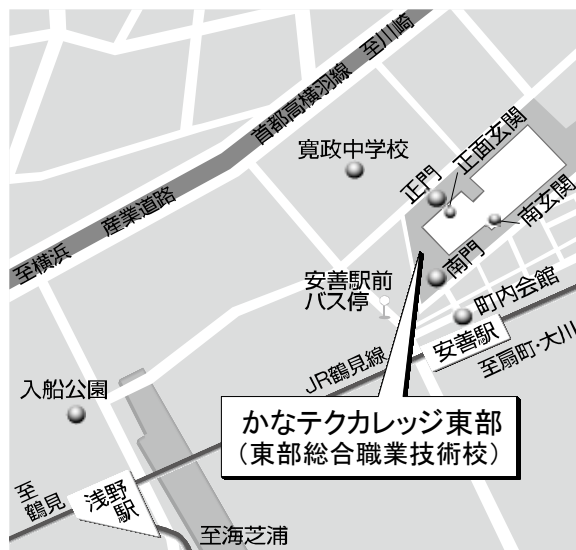 首都高横羽線
至川崎
寛政中学校
正門
正面玄関
南玄関
至横浜
産業道路
南門
安善駅前
バス停
町内会館
安善駅
至扇町・大川
JR鶴見線
入船公園
かなテクカレッジ東部
（東部総合職業技術校）
至
鶴見
浅野
駅
至海芝浦